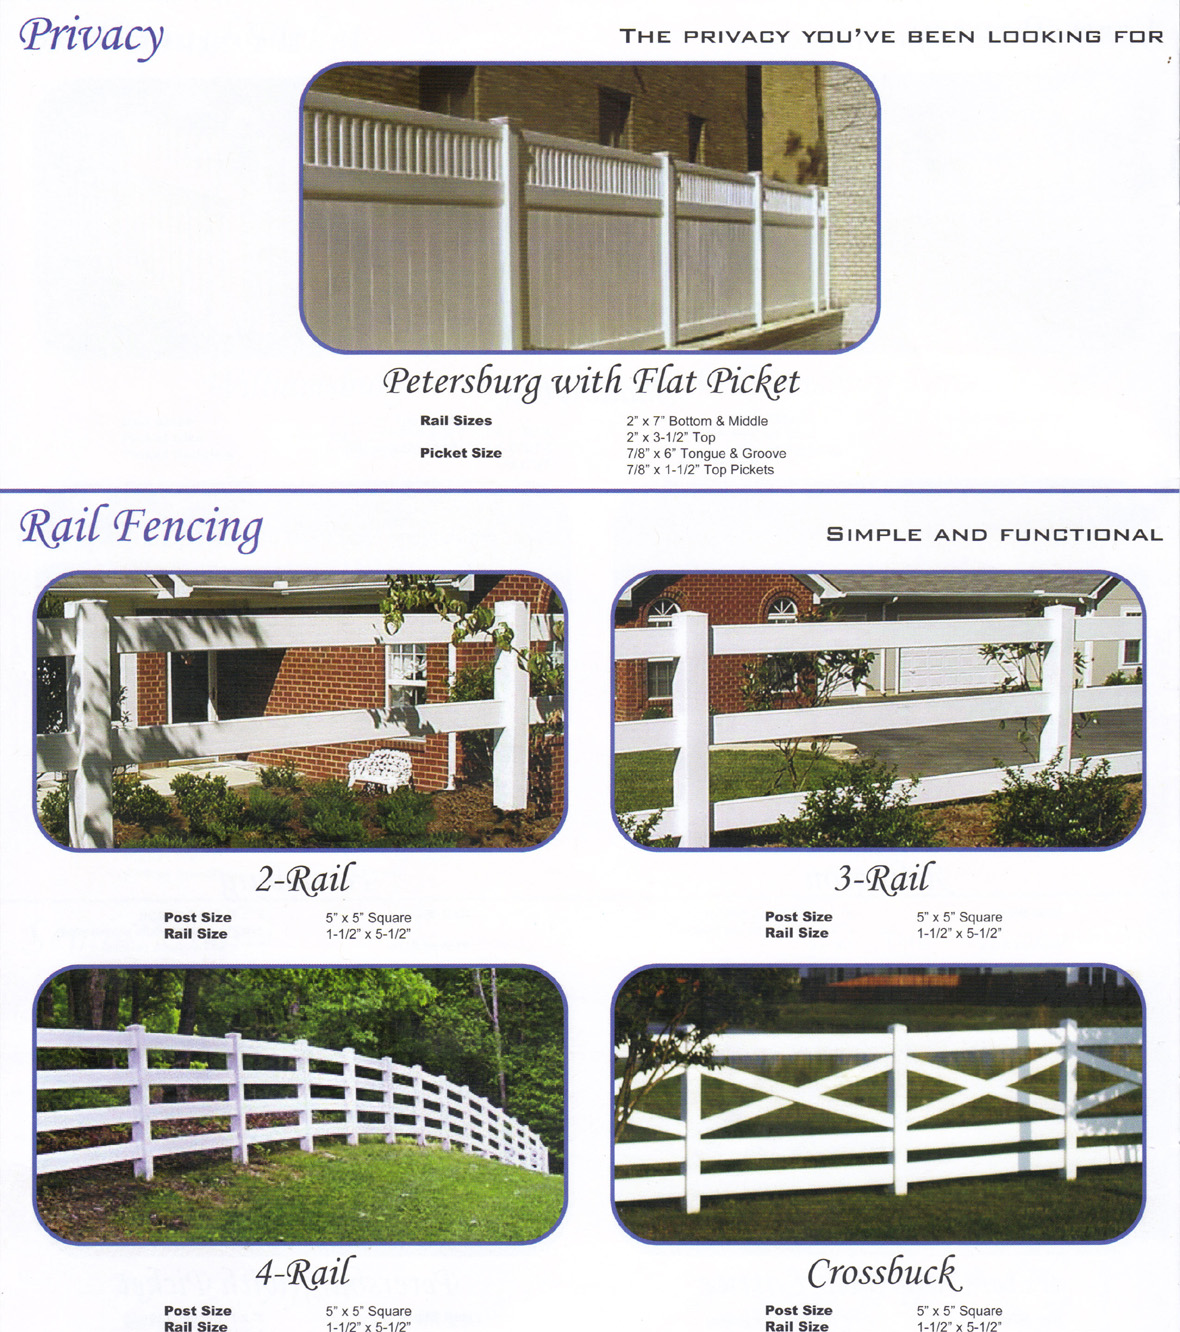 Privacy
THE PRIVACY YOU'VE BEEN LOOKING FOR
Petersburg with Flat Picket
Rail Sizes 2" x 7" Bottom & Middle
2" x 3-1/2" Top
Picket Size 7/8" x 6" Tongue & Groove
7/8" x 1-1/2" Top Pickets
Rail Fencing
SIMPLE AND FUNCTIONAL
2-Rail
Post Size 5" x 5" Square
Rail Size 1-1/2" x 5-1/2"
3-Rail
Post Size 5" x 5" Square
Rail Size 1-1/2" x 5-1/2"
4-Rail
Post Size 5" x 5" Square
Rail Size 1-1/2" x 5-1/2"
Crossbuck
Post Size 5" x 5" Square
Rail Size 1-1/2" x 5-1/2"